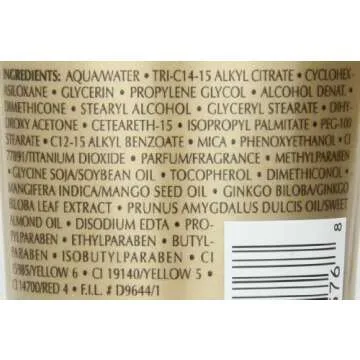 INGREDIENTS: AQUA/WATER • TRI-C14-15 ALKYL CITRATE • CYCLOHEX-
ASILOXANE • GLYCERIN • PROPYLENE GLYCOL • ALCOHOL DENAT. •
DIMETHICONE • STEARYL ALCOHOL • GLYCERYL STEARATE • DIHY-
DROXY ACETONE • CETEARETH-15 • ISOPROPYL PALMITATE • PEG-100
STEARATE • C12-15 ALKYL BENZOATE • MICA • PHENOXYETHANOL • CI
77891/TITANIUM DIOXIDE • PARFUM/FRAGRANCE • METHYLPARABEN
• GLYCINE SOJA/SOYBEAN OIL • TOCOPHEROL • DIMETHICONOL •
MANGIFERA INDICA/MANGO SEED OIL • GINKGO BILOBA/GINKGO
BILOBA LEAF EXTRACT • PRUNUS AMYGDALUS DULCIS OIL/SWEET
ALMOND OIL • DISODIUM EDTA • PRO-
PYLPARABEN • ETHYLPARABEN • BUTYL-
PARABEN • ISOBUTYLPARABEN • CI
15985/YELLOW 6 • CI 19140/YELLOW 5 •
CI 14700/RED 4 • F.I.L. # D9644/1
8